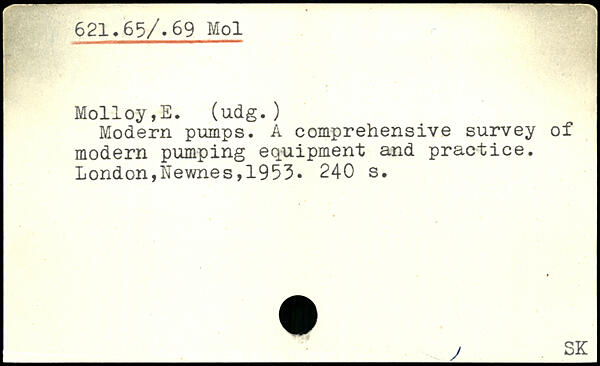 621.65/.69 Mol
Molloy,E. (udg.)
Modern pumps. A comprehensive survey of
modern pumping equipment and practice.
London,Newnes,1953. 240 s.
SK